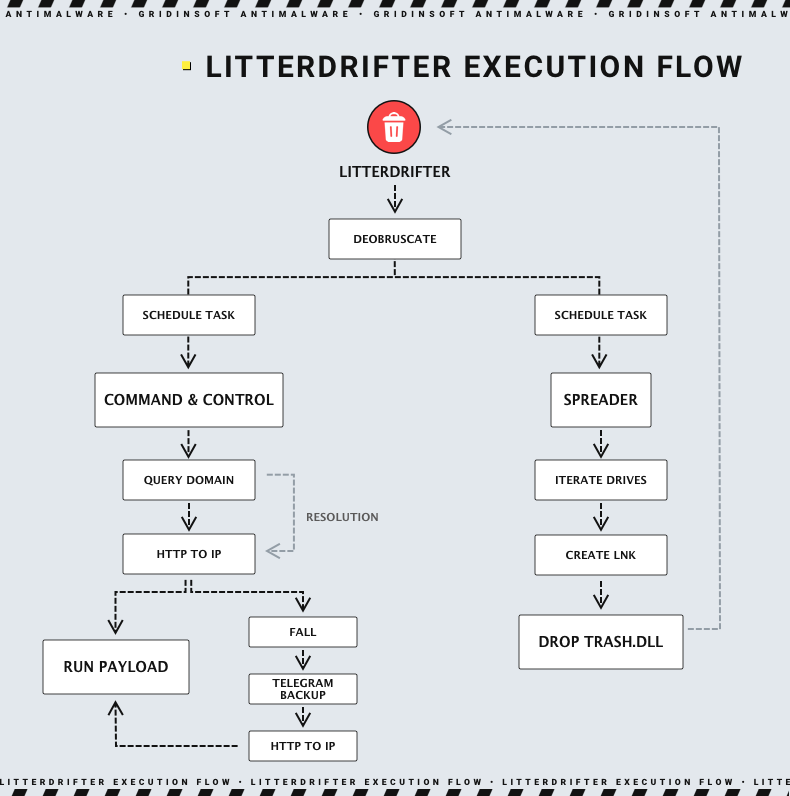 ANTIMALWARE • GRIDINSOFT ANTIMALWARE • GRIDINSOFT ANTIMALWARE • GRIDINSOFT ANTIMALW
LITTERDRIFTER EXECUTION FLOW
LITTERDRIFTER
DEOBRUSCATE
SCHEDULE TASK
SCHEDULE TASK
COMMAND & CONTROL
SPREADER
QUERY DOMAIN
ITERATE DRIVES
RESOLUTION
HTTP TO IP
CREATE LNK
FALL
DROP TRASH.DLL
RUN PAYLOAD
TELEGRAM
BACKUP
HTTP TO IP
LITTERDRIFTER EXECUTION FLOW • LITTERDRIFTER EXECUTION FLOW • LITTERDRIFTER EXECUTION FLOW • LITTE